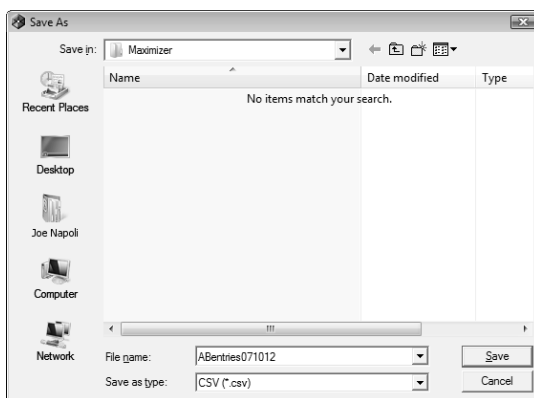 Save As
Save in: Maximizer
Name Date modified Type
No items match your search.
Recent Places
Desktop
Joe Napoli
Computer
Network
File name: ABentries071012 Save
Save as type: CSV (*.csv) Cancel